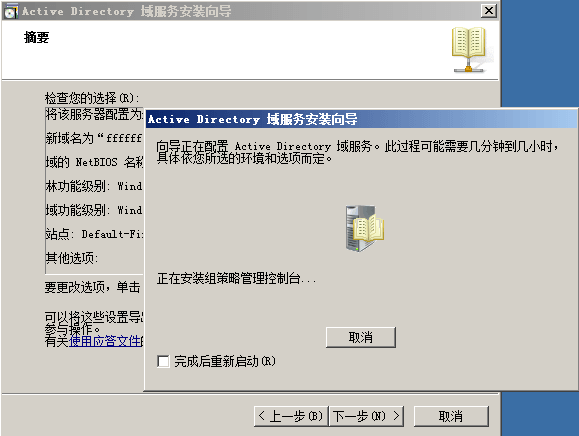 Active Directory 域服务安装向导
摘要
检查您的选择(R):
将该服务器配置为
新域名为“ffffff
域的 NetBIOS 名称
林功能级别: Wind
域功能级别: Wind
站点: Default-Fi
其他选项:
要更改选项，单击
可以将这些设置导出
参与操作。
有关使用应答文件的
Active Directory 域服务安装向导
向导正在配置 Active Directory 域服务。此过程可能需要几分钟到几小时，
具体依您所选的环境和选项而定。
正在安装组策略管理控制台...
取消
完成后重新启动(R)
< 上一步(B) 下一步(N) > 取消